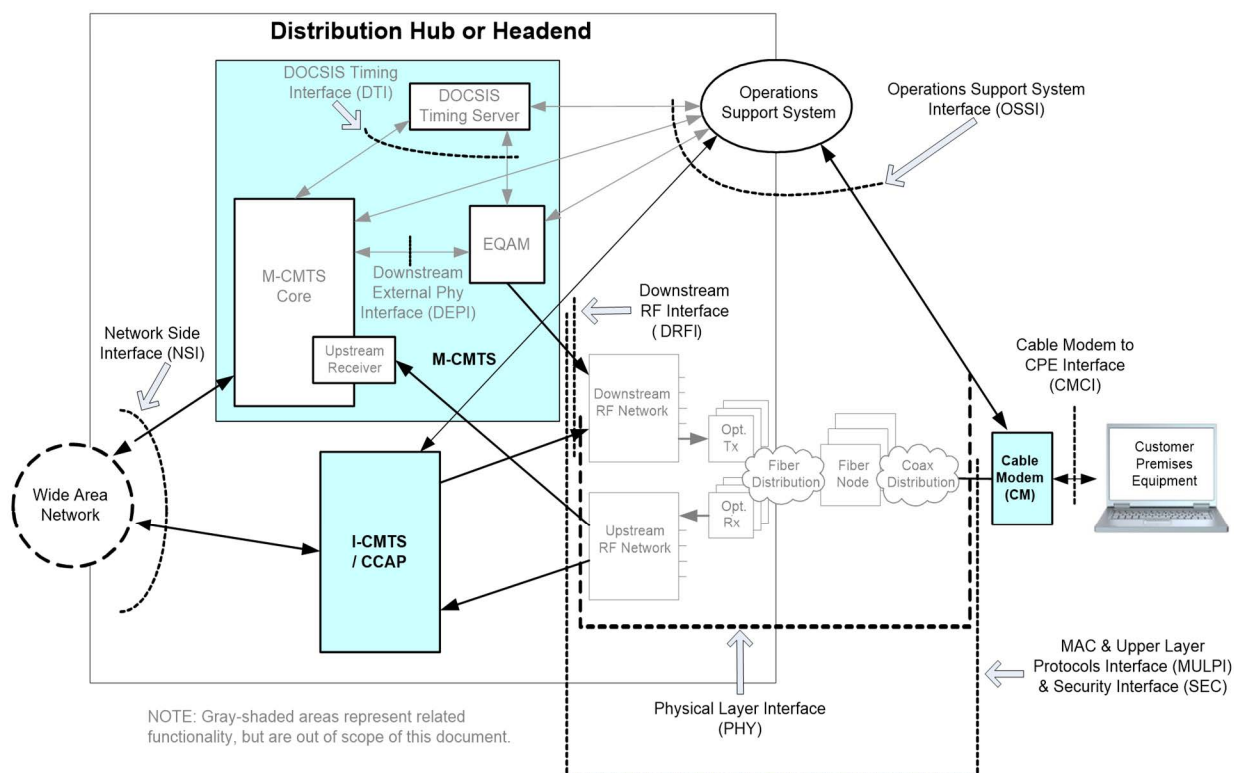 Distribution Hub or Headend
DOCSIS Timing
Interface (DTI)
DOCSIS
Timing Server
Operations
Support System
Operations Support System
Interface (OSSI)
M-CMTS
Core
EQAM
Downstream
External Phy
Interface (DEPI)
Upstream
Receiver
M-CMTS
Network Side
Interface (NSI)
Downstream
RF Interface
(DRFI)
Cable Modem to
CPE Interface
(CMCI)
Downstream
RF Network
Opt.
Tx
Fiber
Distribution
Fiber
Node
Coax
Distribution
Cable
Modem
(CM)
Customer
Premises
Equipment
Wide Area
Network
I-CMTS
/ CCAP
Opt.
Rx
Upstream
RF Network
MAC & Upper Layer
Protocols Interface (MULPI)
& Security Interface (SEC)
Physical Layer Interface
(PHY)
NOTE: Gray-shaded areas represent related
functionality, but are out of scope of this document.